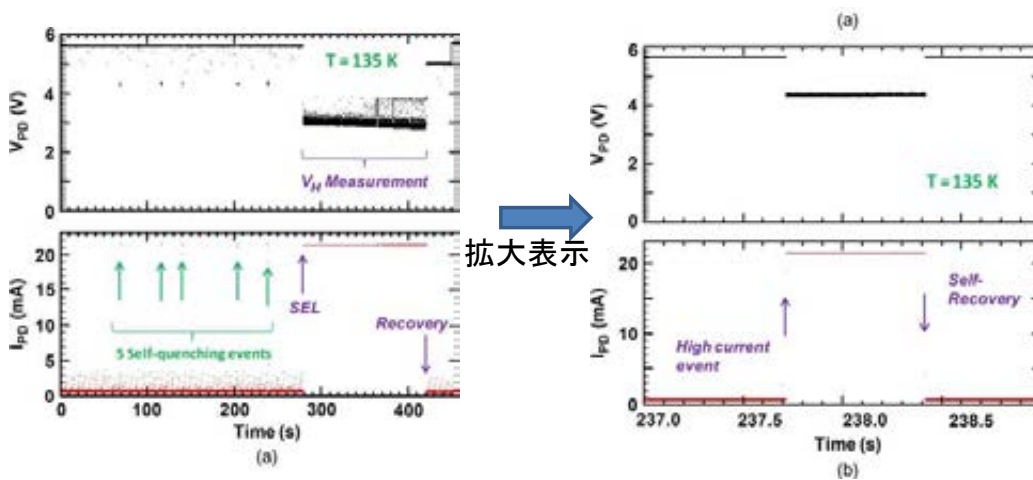 6
4
2
0
V_PD (V)
T = 135 K
V_H Measurement
20
15
10
5
0
I_PD (mA)
SEL
Recovery
5 Self-quenching events
0
100
200
300
400
Time (s)
(a)
拡大表示
(a)
6
4
2
0
V_PD (V)
T = 135 K
20
10
0
I_PD (mA)
High current
event
Self-
Recovery
237.0
237.5
238.0
238.5
Time (s)
(b)